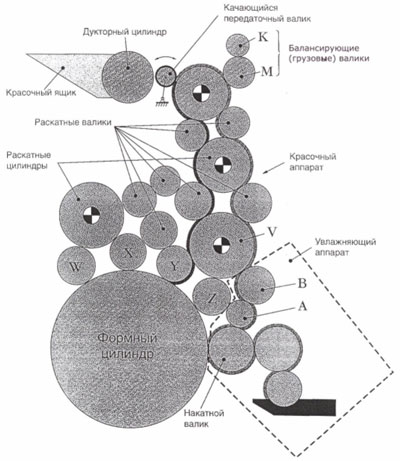 Качающийся
передаточный валик
Дукторный цилиндр
K
Балансирующие
(грузовые) валики
M
Красочный ящик
Раскатные валики
Раскатные
цилиндры
Красочный
аппарат
V
Увлажняющий
аппарат
W
X
Y
Z
B
A
Формный
цилиндр
Накатной
валик